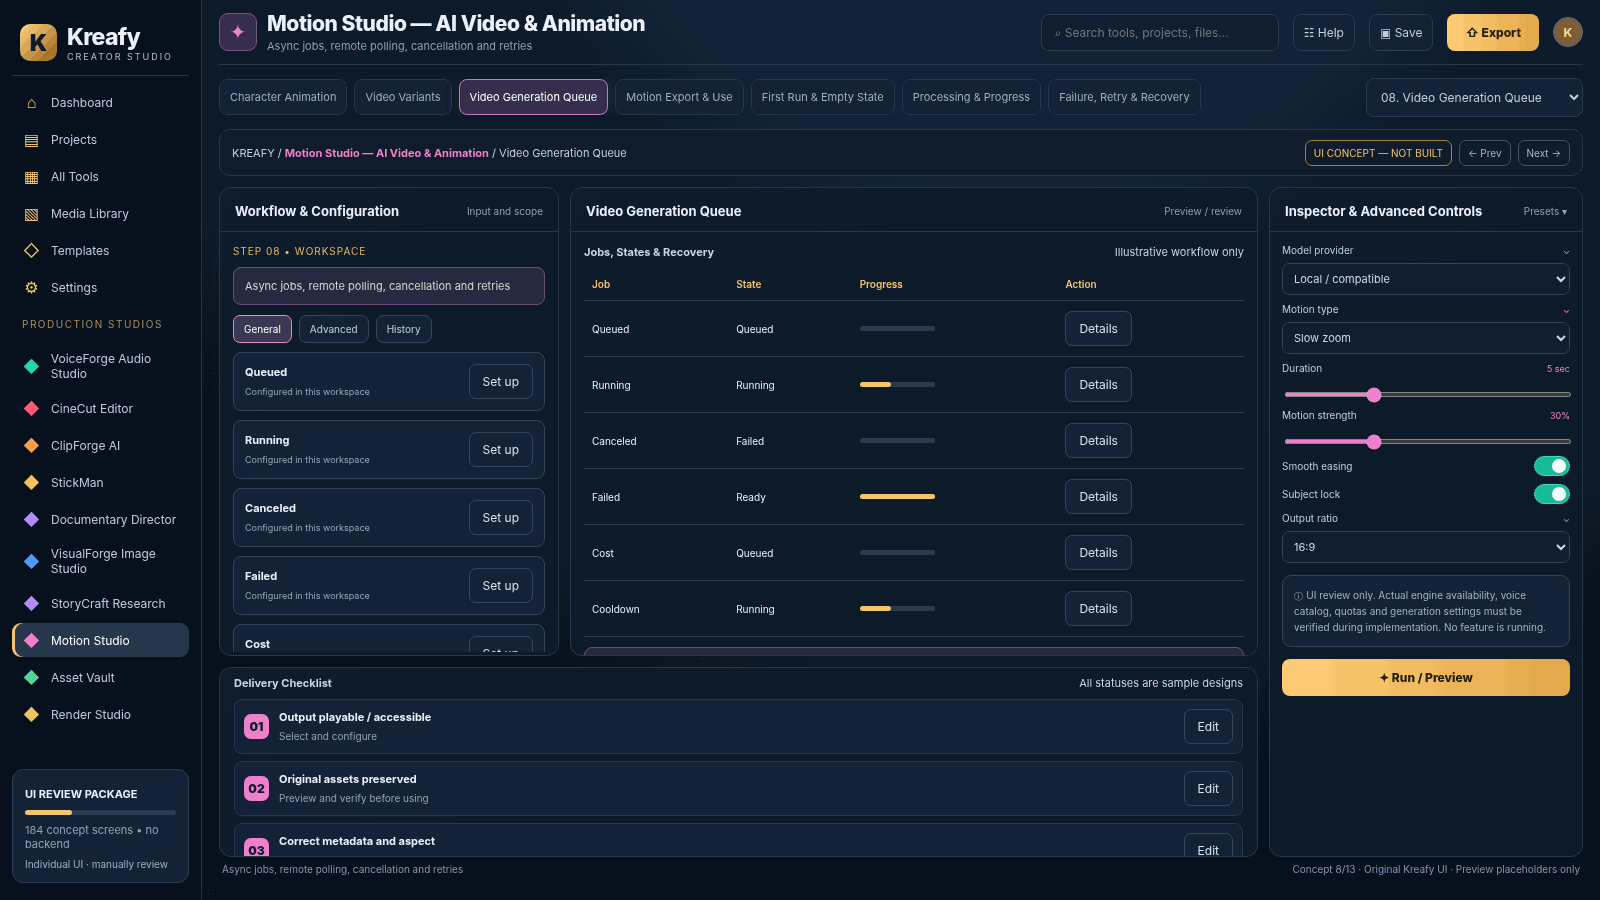 K
Kreafy
CREATOR STUDIO
Dashboard
Projects
All Tools
Media Library
Templates
Settings
PRODUCTION STUDIOS
VoiceForge Audio
Studio
CineCut Editor
ClipForge AI
StickMan
Documentary Director
VisualForge Image
Studio
StoryCraft Research
Motion Studio
Asset Vault
Render Studio
UI REVIEW PACKAGE
184 concept screens • no
backend
Individual UI · manually review
Motion Studio — AI Video & Animation
Async jobs, remote polling, cancellation and retries
Search tools, projects, files...
Help
Save
Export
K
Character Animation
Video Variants
Video Generation Queue
Motion Export & Use
First Run & Empty State
Processing & Progress
Failure, Retry & Recovery
08. Video Generation Queue
KREAFY / Motion Studio — AI Video & Animation / Video Generation Queue
UI CONCEPT — NOT BUILT
← Prev
Next →
Workflow & Configuration
Input and scope
STEP 08 • WORKSPACE
Async jobs, remote polling, cancellation and retries
General
Advanced
History
Queued
Configured in this workspace
Set up
Running
Configured in this workspace
Set up
Canceled
Configured in this workspace
Set up
Failed
Configured in this workspace
Set up
Cost
Set up
Video Generation Queue
Preview / review
Jobs, States & Recovery
Illustrative workflow only
Job State Progress Action
Queued Queued Details
Running Running Details
Canceled Failed Details
Failed Ready Details
Cost Queued Details
Cooldown Running Details
Delivery Checklist
All statuses are sample designs
01
Output playable / accessible
Select and configure
Edit
02
Original assets preserved
Preview and verify before using
Edit
03
Correct metadata and aspect
Edit
Inspector & Advanced Controls
Presets ▾
Model provider
Local / compatible
Motion type
Slow zoom
Duration
5 sec
Motion strength
30%
Smooth easing
Subject lock
Output ratio
16:9
ⓘ UI review only. Actual engine availability, voice
catalog, quotas and generation settings must be
verified during implementation. No feature is running.
✦ Run / Preview
Async jobs, remote polling, cancellation and retries
Concept 8/13 · Original Kreafy UI · Preview placeholders only